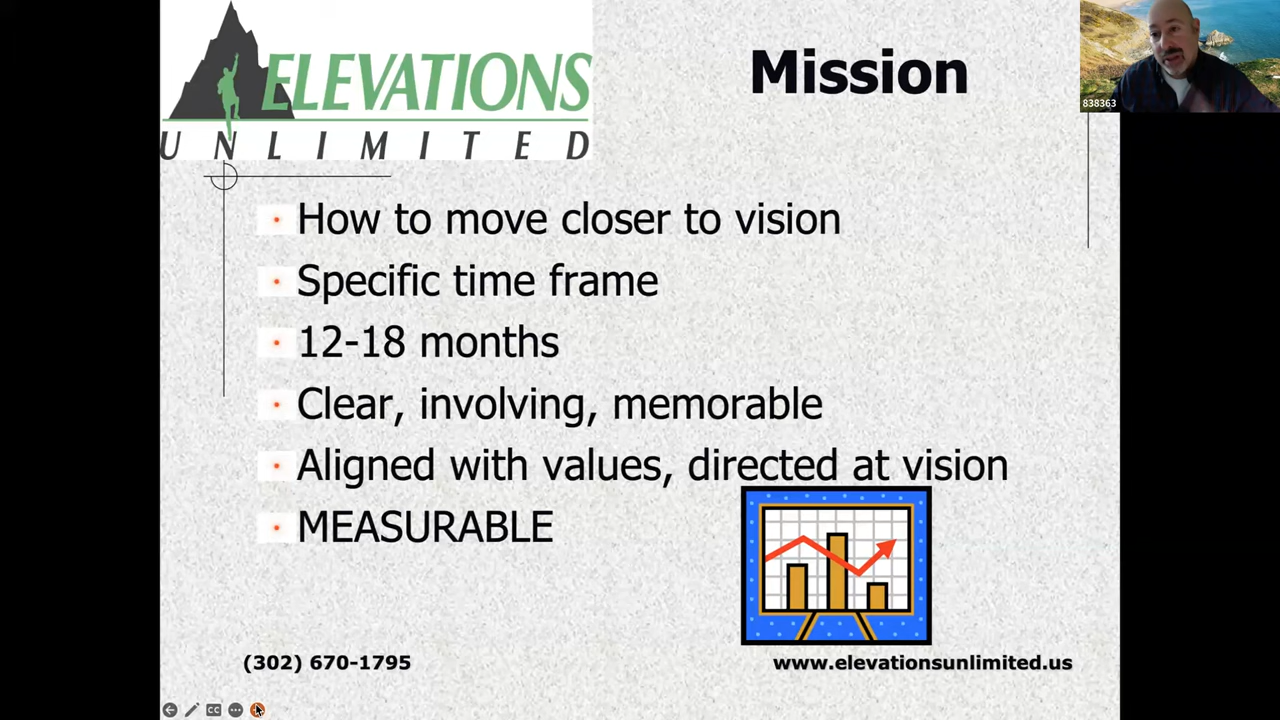 ELEVATIONS
UNLIMITED
Mission
838363
How to move closer to vision
Specific time frame
12-18 months
Clear, involving, memorable
Aligned with values, directed at vision
MEASURABLE
(302) 670-1795
www.elevationsunlimited.us
CC